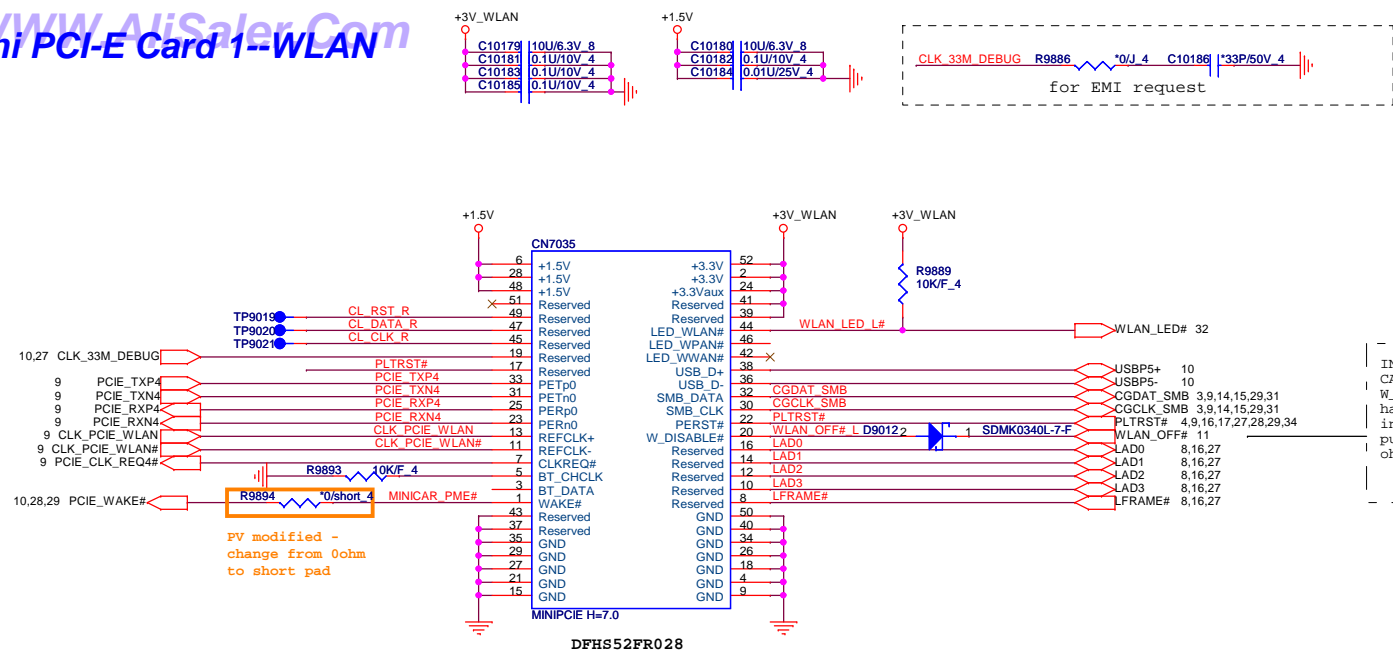 WWW.AliSaler.Com
ni PCI-E Card 1--WLAN
+3V_WLAN
C10179 10U/6.3V_8
C10181 0.1U/10V_4
C10183 0.1U/10V_4
C10185 0.1U/10V_4
+1.5V
C10180 10U/6.3V_8
C10182 0.1U/10V_4
C10184 0.01U/25V_4
CLK_33M_DEBUG R9886 *0/J_4 C10186 *33P/50V_4
for EMI request
+1.5V
+3V_WLAN
+3V_WLAN
R9889
10K/F_4
CN7035
6 +1.5V +3.3V 52
28 +1.5V +3.3V 2
48 +1.5V +3.3Vaux 24
51 Reserved Reserved 41
TP9019 CL_RST_R 49 Reserved Reserved 39
TP9020 CL_DATA_R 47 Reserved LED_WLAN# 44 WLAN_LED_L# WLAN_LED# 32
TP9021 CL_CLK_R 45 Reserved LED_WPAN# 46
10,27 CLK_33M_DEBUG 19 Reserved LED_WWAN# 42
PLTRST# 17 Reserved USB_D+ 38 USBP5+ 10
9 PCIE_TXP4 PCIE_TXP4 33 PETp0 USB_D- 36 USBP5- 10
9 PCIE_TXN4 PCIE_TXN4 31 PETn0 SMB_DATA 32 CGDAT_SMB CGDAT_SMB 3,9,14,15,29,31
9 PCIE_RXP4 PCIE_RXP4 25 PERp0 SMB_CLK 30 CGCLK_SMB CGCLK_SMB 3,9,14,15,29,31
9 PCIE_RXN4 PCIE_RXN4 23 PERn0 PERST# 22 PLTRST# PLTRST# 4,9,16,17,27,28,29,34
9 CLK_PCIE_WLAN CLK_PCIE_WLAN 13 REFCLK+ W_DISABLE# 20 WLAN_OFF#_L D9012 2 1 SDMK0340L-7-F WLAN_OFF# 11
9 CLK_PCIE_WLAN# CLK_PCIE_WLAN# 11 REFCLK- Reserved 16 LAD0 LAD0 8,16,27
9 PCIE_CLK_REQ4# 7 CLKREQ# Reserved 14 LAD1 LAD1 8,16,27
R9893 10K/F_4 5 BT_CHCLK Reserved 12 LAD2 LAD2 8,16,27
3 BT_DATA Reserved 10 LAD3 LAD3 8,16,27
10,28,29 PCIE_WAKE# R9894 *0/short_4 MINICAR_PME# 1 WAKE# Reserved 8 LFRAME# LFRAME# 8,16,27
43 Reserved GND 50
37 Reserved GND 40
35 GND GND 34
29 GND GND 26
27 GND GND 18
21 GND GND 4
15 GND GND 9
PV modified -
change from 0ohm
to short pad
MINIPCIE H=7.0
DFHS52FR028
CA
W_
ha
in
pu
oh